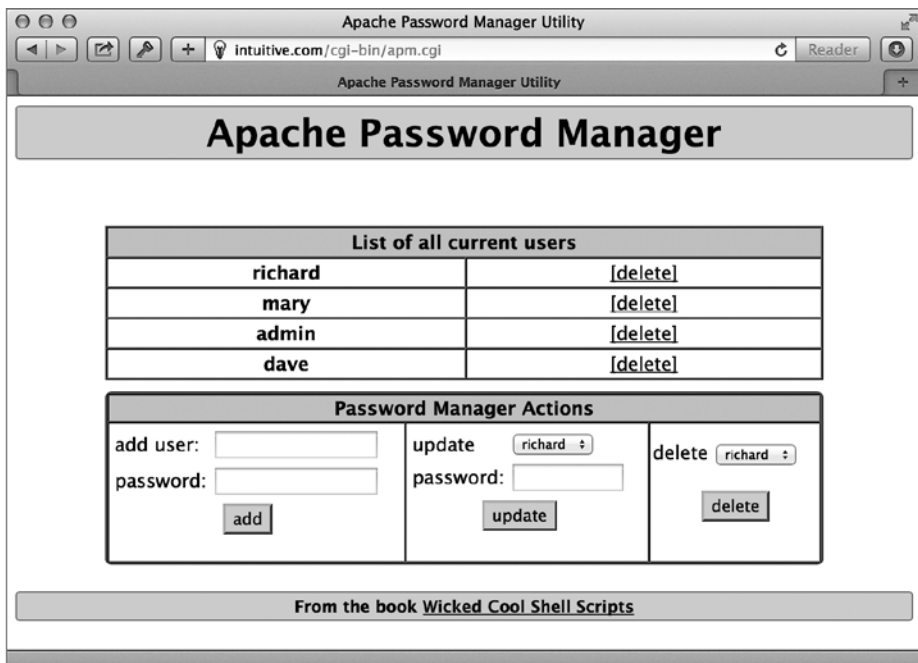 Apache Password Manager Utility
intuitive.com/cgi-bin/apm.cgi
Reader
Apache Password Manager Utility
Apache Password Manager
List of all current users
richard [delete]
mary [delete]
admin [delete]
dave [delete]
Password Manager Actions
add user:
password:
add
update richard
password:
update
delete richard
delete
From the book Wicked Cool Shell Scripts